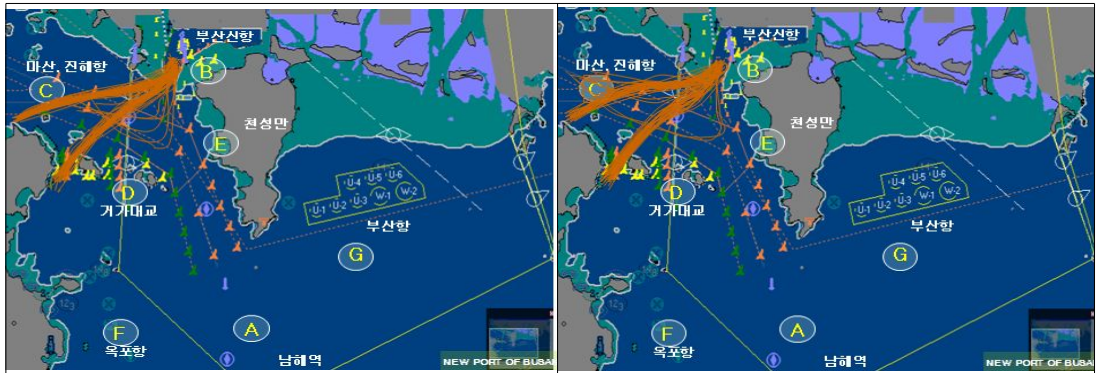 부산신항
B
마산, 진해항
C
천성만
E
U-4 U-5 U-6
U-1 U-2 U-3 W-1 W-2
D
거가대교
부산항
G
F
A
옥포항
남해역
NEW PORT OF BUSAN
부산신항
B
마산, 진해항
C
천성만
E
U-4 U-5 U-6
U-1 U-2 U-3 W-1 W-2
D
거가대교
부산항
G
F
A
옥포항
남해역
NEW PORT OF BUSAN